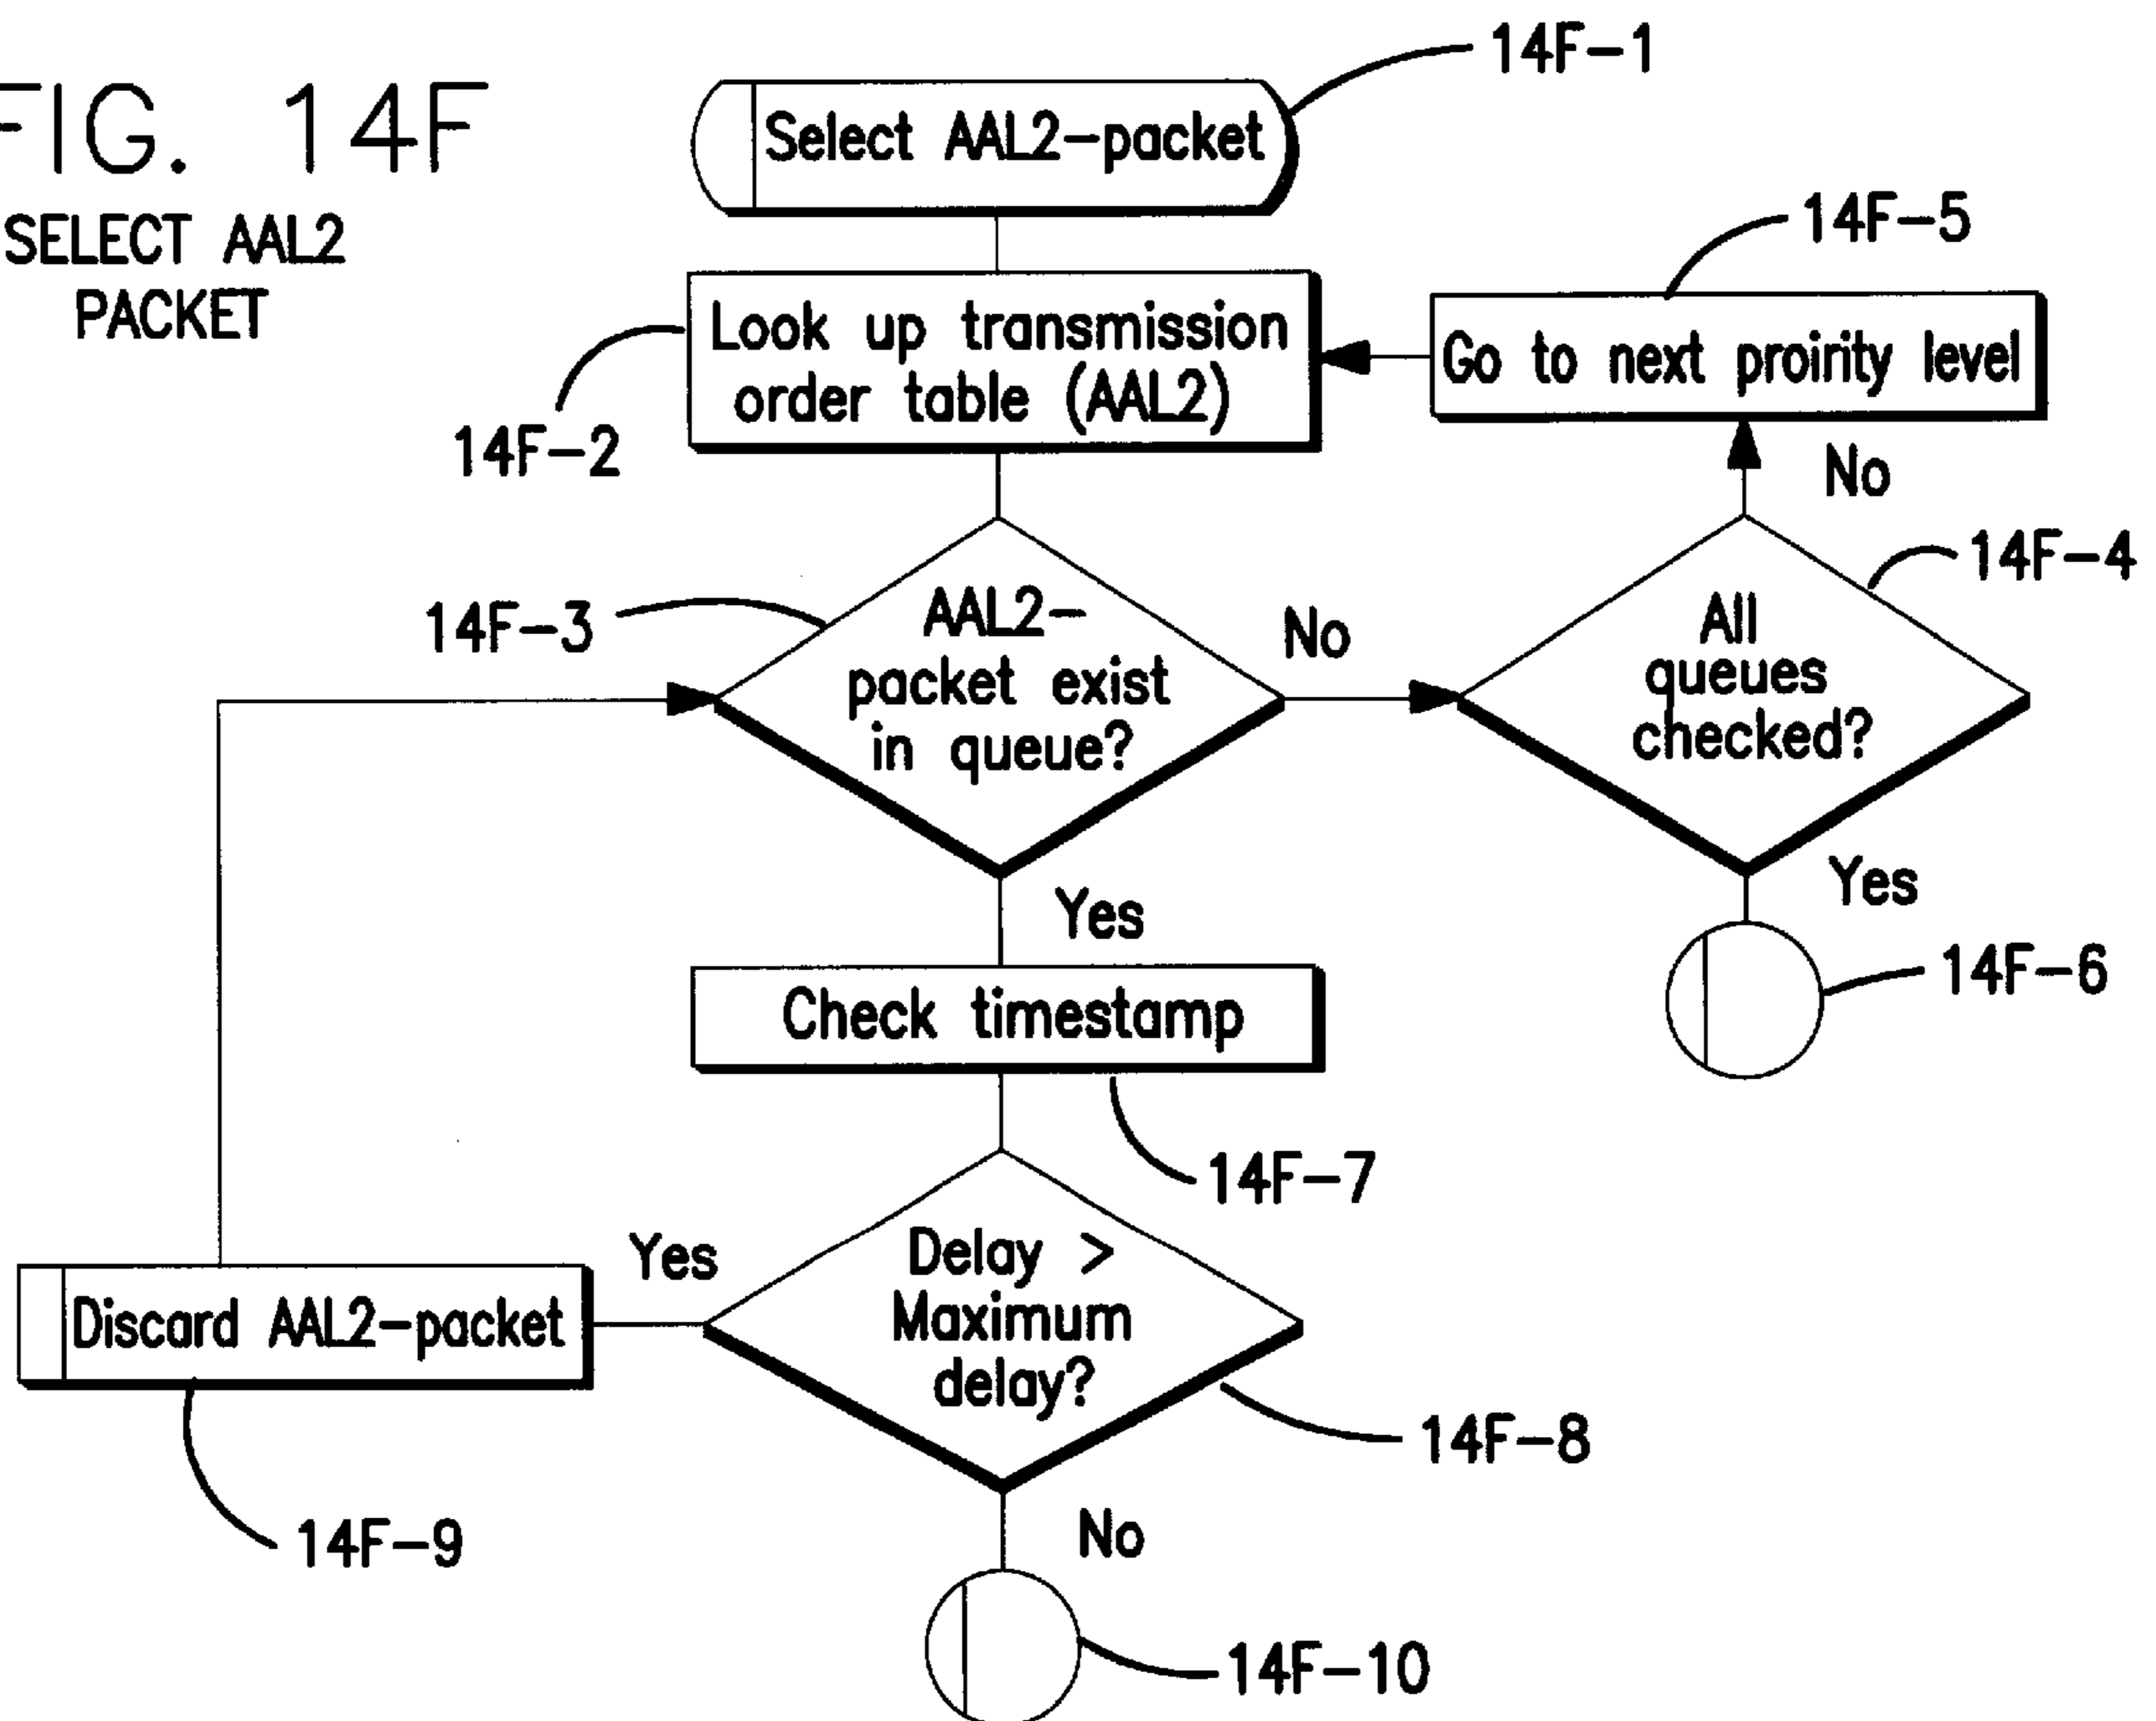 FIG. 14F
SELECT AAL2
PACKET
14F-1
Select AAL2-packet
14F-5
Look up transmission
order table (AAL2)
Go to next proirity level
14F-2
No
14F-4
14F-3
AAL2-
packet exist
in queue?
No
All
queues
checked?
Yes
Yes
14F-6
Check timestamp
14F-7
Yes
Delay >
Maximum
delay?
Discard AAL2-packet
14F-8
14F-9
No
14F-10